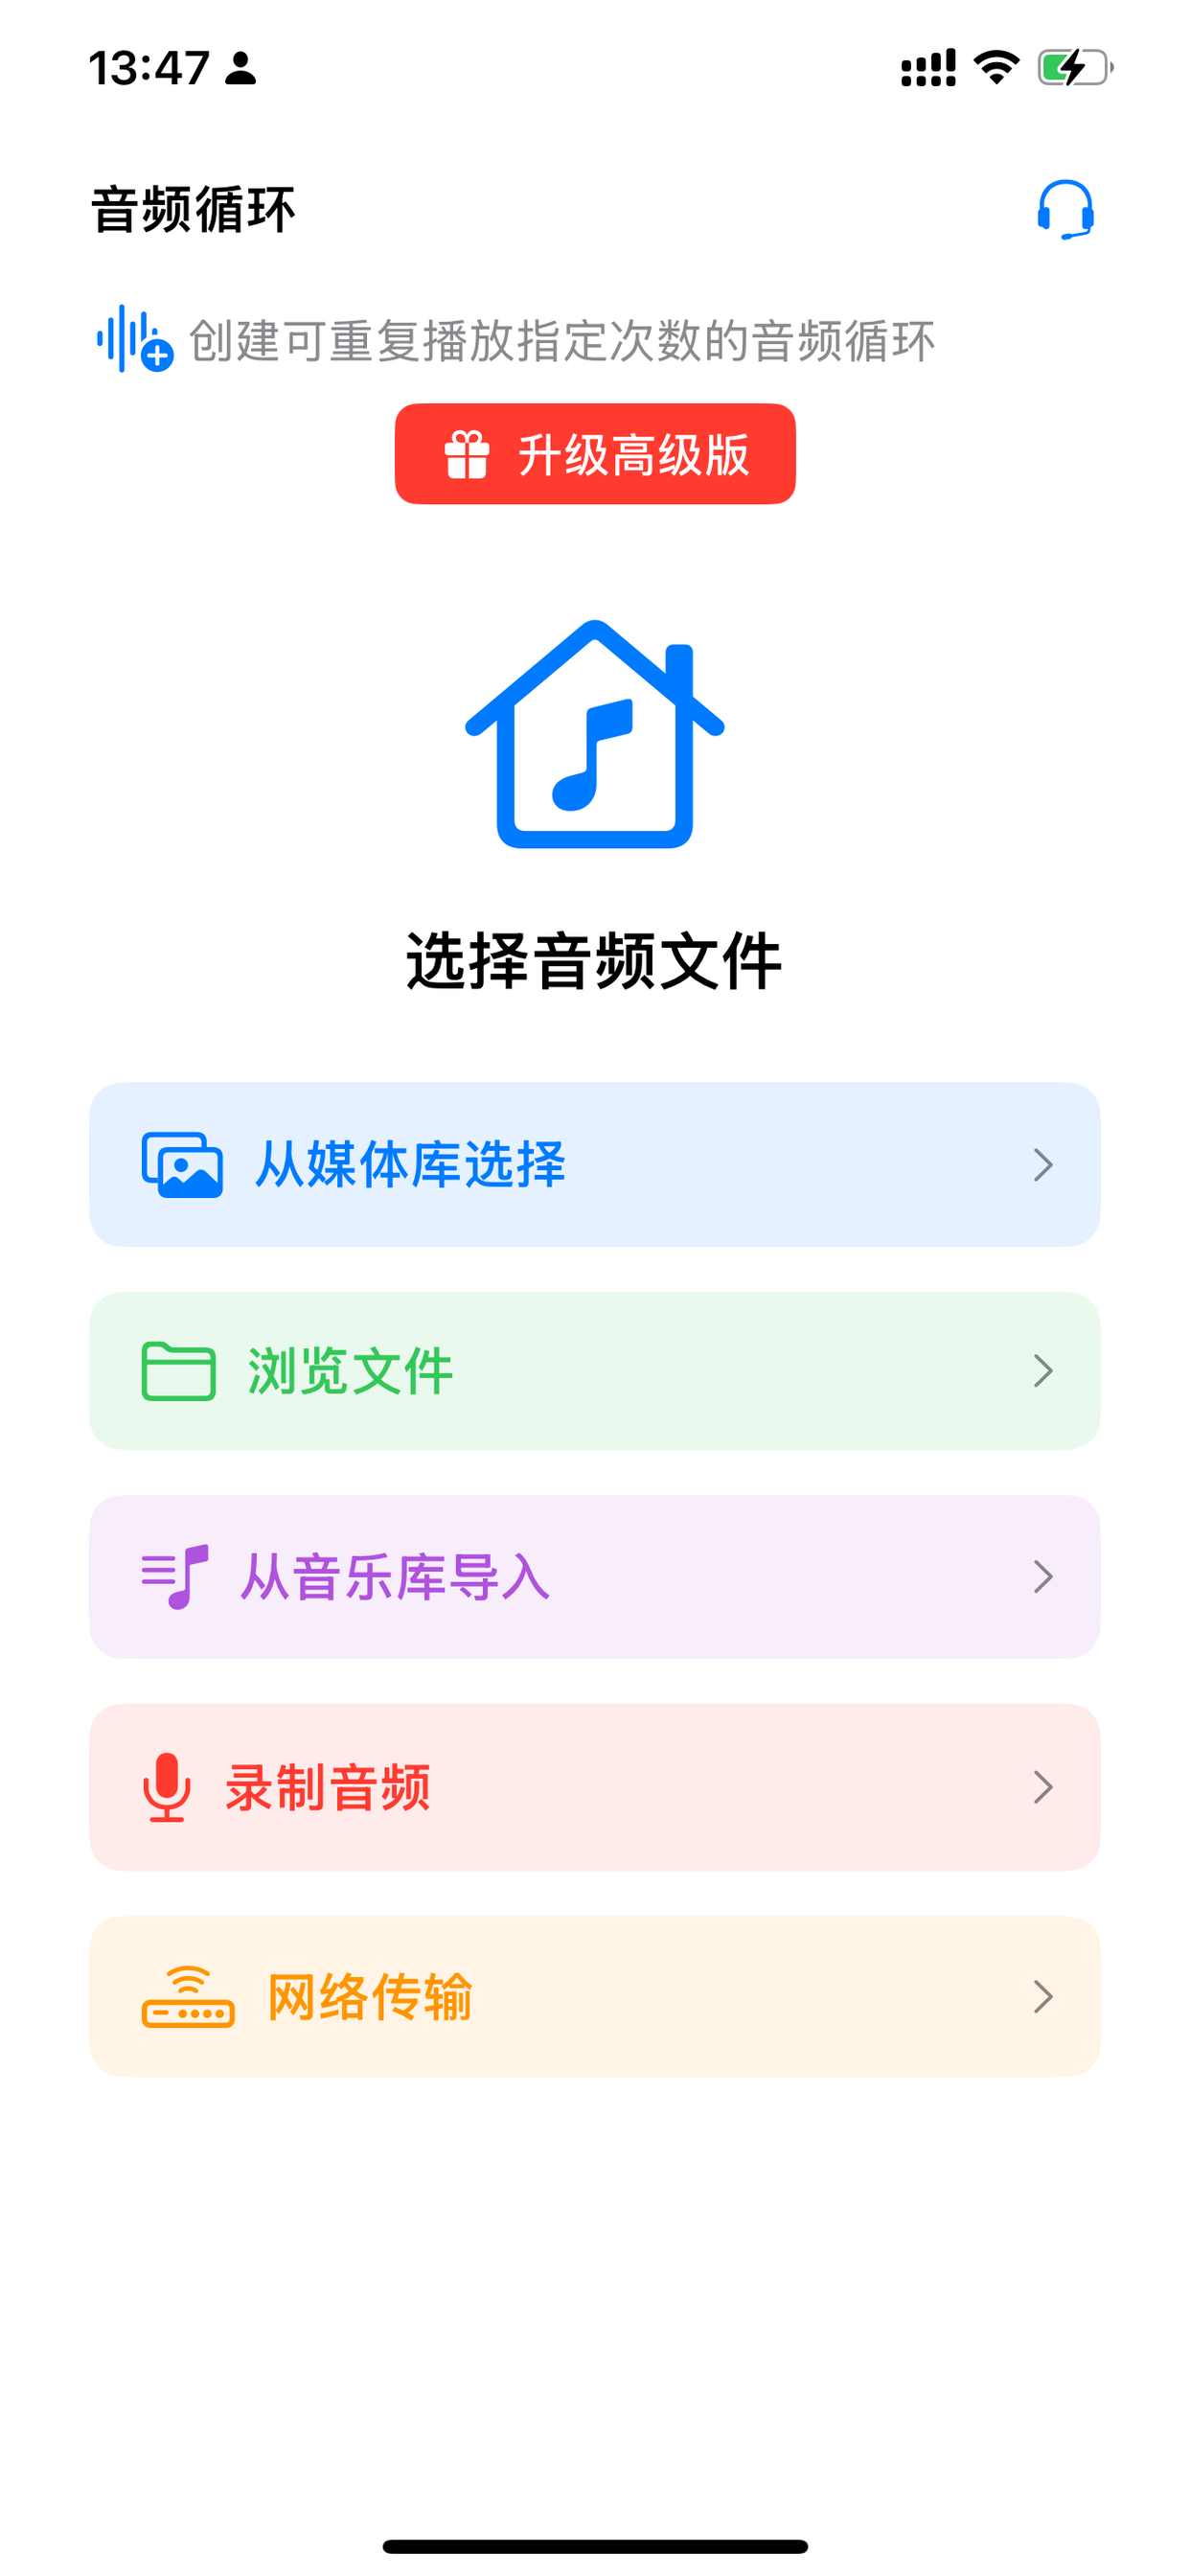 13:47
音频循环
创建可重复播放指定次数的音频循环
升级高级版
选择音频文件
从媒体库选择
浏览文件
从音乐库导入
录制音频
网络传输